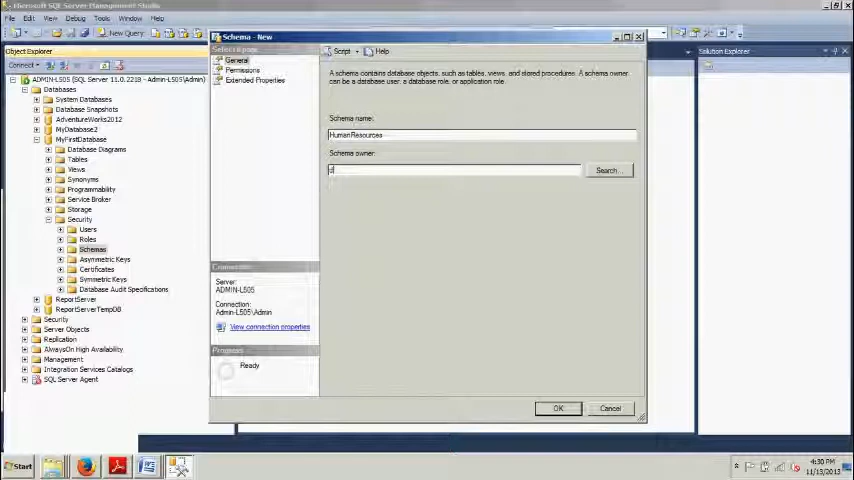 Microsoft SQL Server Management Studio
File View Debug Tools Window Help
New Query
Object Explorer
Connect
ADMIN-L505 (SQL Server 11.0.2218 - Admin-L505\Admin)
Databases
System Databases
Database Snapshots
AdventureWorks2012
MyDatabase2
MyFirstDatabase
Database Diagrams
Tables
Views
Synonyms
Programmability
Service Broker
Storage
Security
Users
Roles
Schemas
Asymmetric Keys
Certificates
Symmetric Keys
Database Audit Specifications
ReportServer
ReportServerTempDB
Security
Server Objects
Replication
AlwaysOn High Availability
Management
Integration Services Catalogs
SQL Server Agent
Schema - New
Select a page
General
Permissions
Extended Properties
Connection
Server:
ADMIN-L505
Connection:
Admin-L505\Admin
View connection properties
Progress
Ready
Script Help
A schema contains database objects, such as tables, views, and stored procedures. A schema owner
can be a database user, a database role, or application role.
Schema name:
HumanResources
Schema owner:
Search...
OK Cancel
Solution Explorer
Start
4:30 PM
11/13/2013